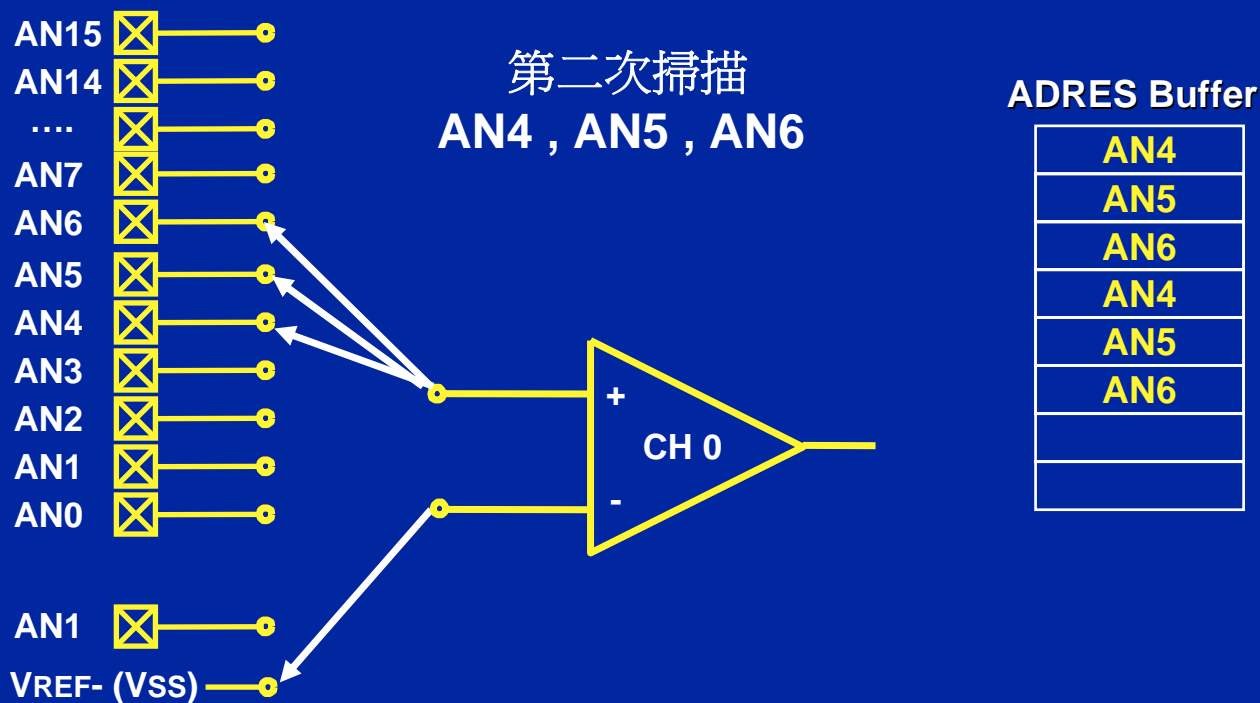 AN15
AN14
....
AN7
AN6
AN5
AN4
AN3
AN2
AN1
AN0
AN1
VREF- (VSS)
第二次掃描
AN4 , AN5 , AN6
+
CH 0
-
ADRES Buffer
AN4
AN5
AN6
AN4
AN5
AN6